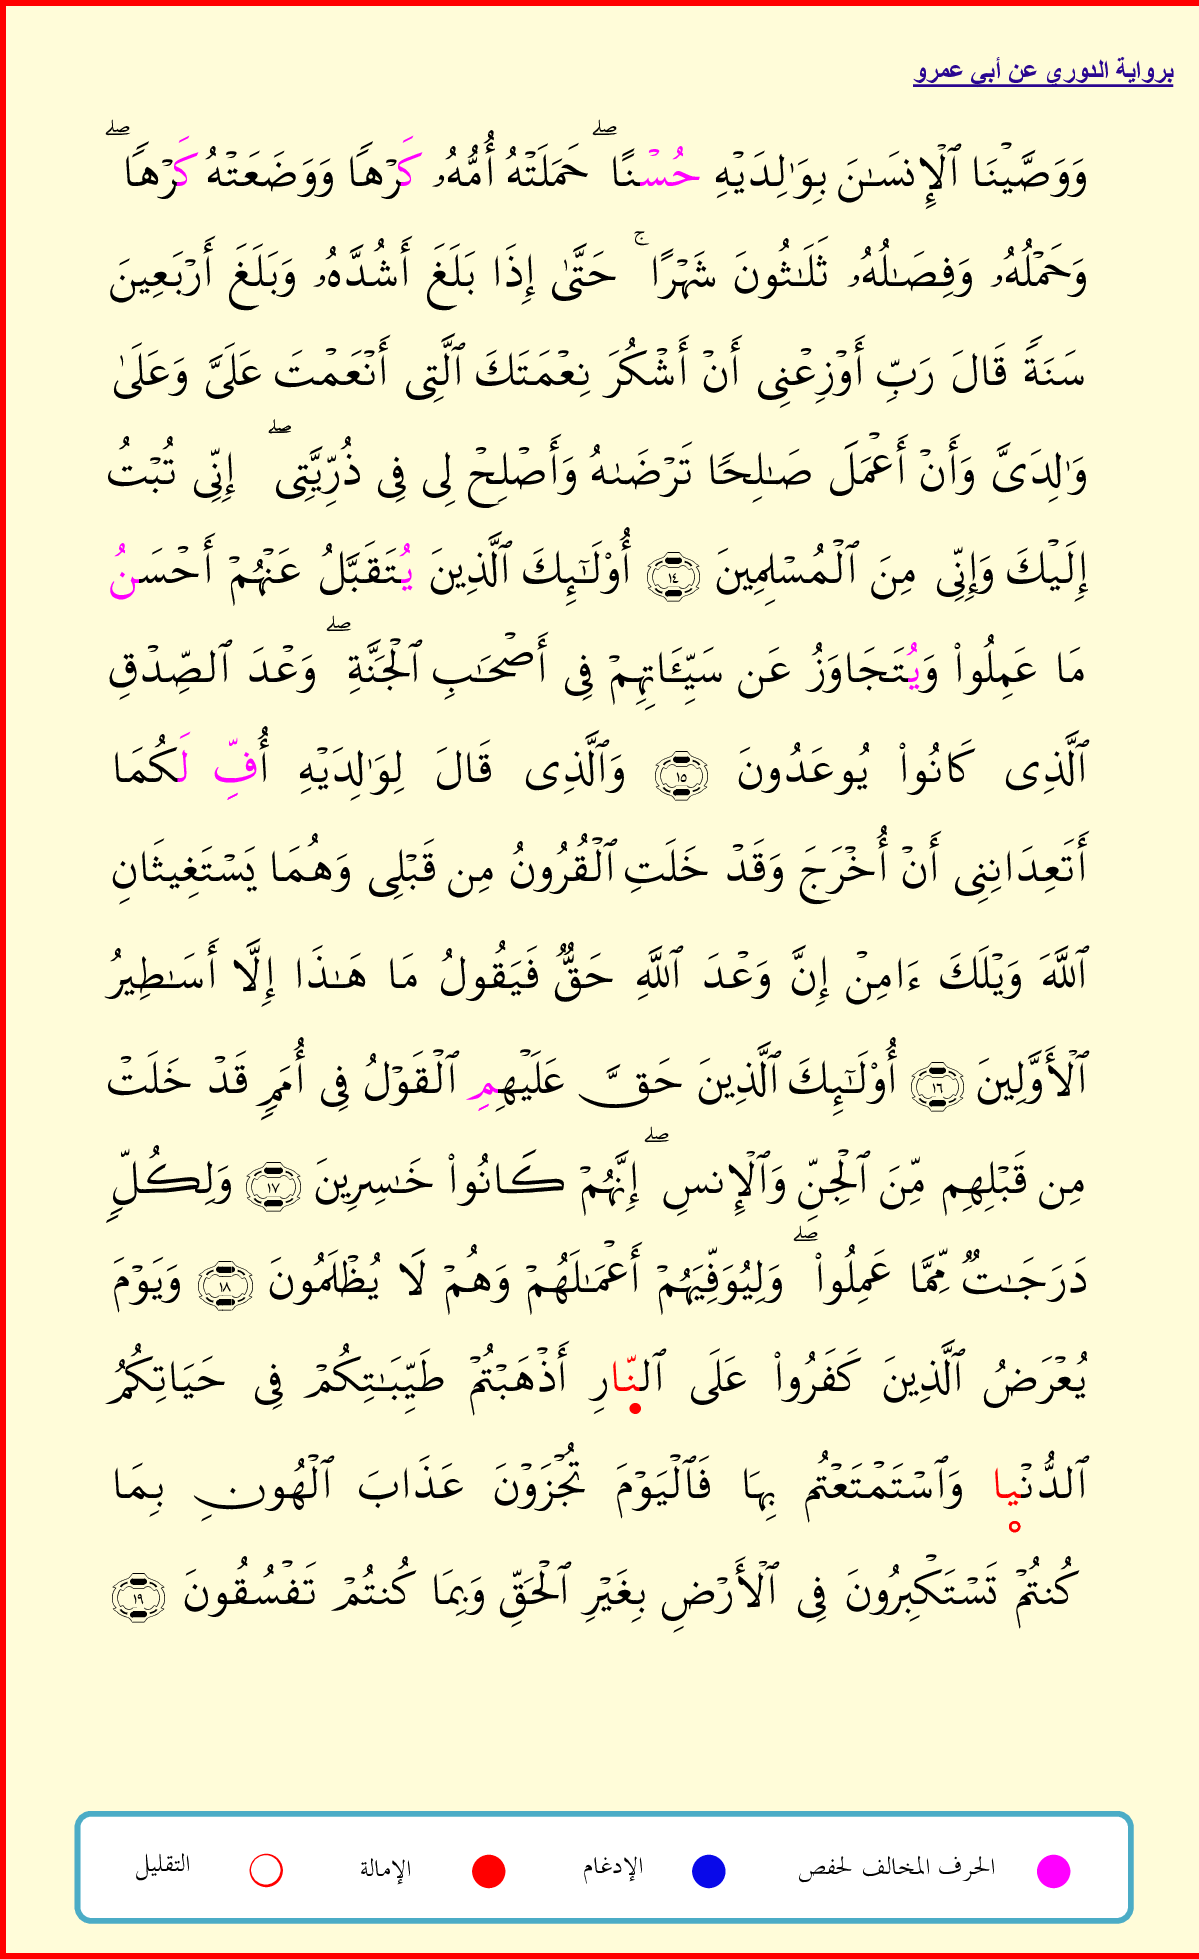 برواية الدوري عن أبي عمرو
وَوَصَّيْنَا ٱلْإِنسَـٰنَ بِوَٰلِدَيْهِ حُسْنًا ۖ حَمَلَتْهُ أُمُّهُۥ كَرْهًا وَوَضَعَتْهُ كَرْهًا ۖ
وَحَمْلُهُۥ وَفِصَـٰلُهُۥ ثَلَـٰثُونَ شَهْرًا ۚ حَتَّىٰ إِذَا بَلَغَ أَشُدَّهُۥ وَبَلَغَ أَرْبَعِينَ
سَنَةً قَالَ رَبِّ أَوْزِعْنِى أَنْ أَشْكُرَ نِعْمَتَكَ ٱلَّتِى أَنْعَمْتَ عَلَىَّ وَعَلَىٰ
وَٰلِدَىَّ وَأَنْ أَعْمَلَ صَـٰلِحًا تَرْضَىٰهُ وَأَصْلِحْ لِى فِى ذُرِّيَّتِى ۖ إِنِّى تُبْتُ
إِلَيْكَ وَإِنِّى مِنَ ٱلْمُسْلِمِينَ ١٤ أُو۟لَـٰٓئِكَ ٱلَّذِينَ يُتَقَبَّلُ عَنْهُمْ أَحْسَنُ
مَا عَمِلُوا۟ وَيُتَجَاوَزُ عَن سَيِّـَٔاتِهِمْ فِى أَصْحَـٰبِ ٱلْجَنَّةِ ۖ وَعْدَ ٱلصِّدْقِ
ٱلَّذِى كَانُوا۟ يُوعَدُونَ ١٥ وَٱلَّذِى قَالَ لِوَٰلِدَيْهِ أُفِّ لَكُمَا
أَتَعِدَانِنِى أَنْ أُخْرَجَ وَقَدْ خَلَتِ ٱلْقُرُونُ مِن قَبْلِى وَهُمَا يَسْتَغِيثَانِ
ٱللَّهَ وَيْلَكَ ءَامِنْ إِنَّ وَعْدَ ٱللَّهِ حَقٌّ فَيَقُولُ مَا هَـٰذَا إِلَّا أَسَـٰطِيرُ
ٱلْأَوَّلِينَ ١٦ أُو۟لَـٰٓئِكَ ٱلَّذِينَ حَقَّ عَلَيْهِمِ ٱلْقَوْلُ فِى أُمَمٍ قَدْ خَلَتْ
مِن قَبْلِهِم مِّنَ ٱلْجِنِّ وَٱلْإِنسِ ۖ إِنَّهُمْ كَانُوا۟ خَـٰسِرِينَ ١٧ وَلِكُلٍّ
دَرَجَـٰتٌ مِّمَّا عَمِلُوا۟ ۖ وَلِيُوَفِّيَهُمْ أَعْمَـٰلَهُمْ وَهُمْ لَا يُظْلَمُونَ ١٨ وَيَوْمَ
يُعْرَضُ ٱلَّذِينَ كَفَرُوا۟ عَلَى ٱلنَّارِ أَذْهَبْتُمْ طَيِّبَـٰتِكُمْ فِى حَيَاتِكُمُ
ٱلدُّنْيا وَٱسْتَمْتَعْتُم بِهَا فَٱلْيَوْمَ تُجْزَوْنَ عَذَابَ ٱلْهُونِ بِمَا
كُنتُمْ تَسْتَكْبِرُونَ فِى ٱلْأَرْضِ بِغَيْرِ ٱلْحَقِّ وَبِمَا كُنتُمْ تَفْسُقُونَ ١٩
الحرف المخالف لحفص الإدغام الإمالة التقليل